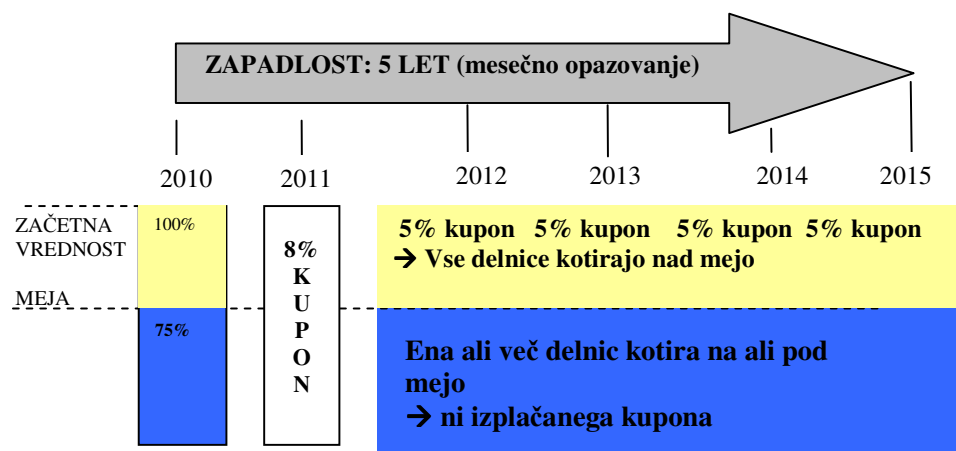 ZAPADLOST: 5 LET (mesečno opazovanje)
2010 2011 2012 2013 2014 2015
ZAČETNA
VREDNOST
100%
8%
K
U
P
O
N
5% kupon 5% kupon 5% kupon 5% kupon
→ Vse delnice kotirajo nad mejo
MEJA
75%
Ena ali več delnic kotira na ali pod
mejo
→ ni izplačanega kupona